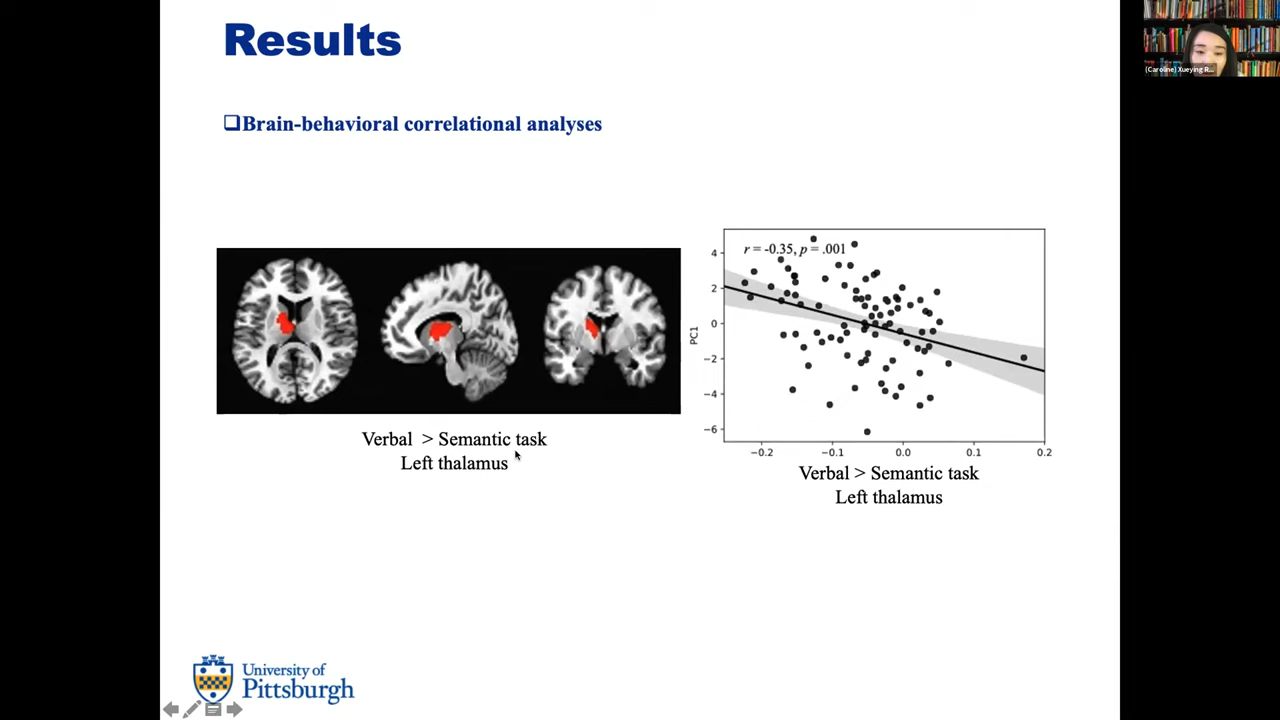 Results
❑Brain-behavioral correlational analyses
(Caroline) Xueying R...
r = -0.35, p = .001
4
2
0
−2
−4
−6
PC1
−0.2
−0.1
0.0
0.1
0.2
Verbal > Semantic task
Left thalamus
Verbal > Semantic task
Left thalamus
University of
Pittsburgh